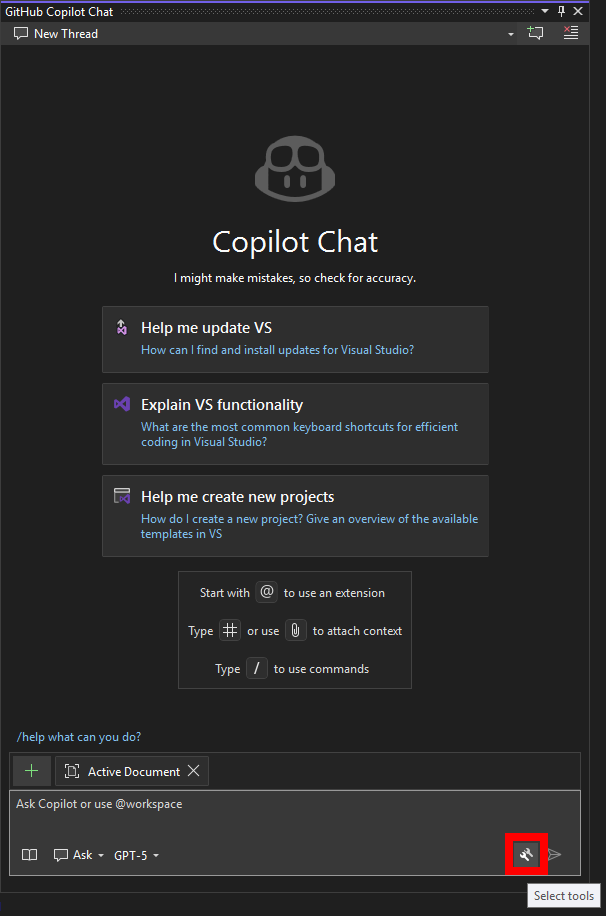 GitHub Copilot Chat
New Thread
Copilot Chat
I might make mistakes, so check for accuracy.
Help me update VS
How can I find and install updates for Visual Studio?
Explain VS functionality
What are the most common keyboard shortcuts for efficient
coding in Visual Studio?
Help me create new projects
How do I create a new project? Give an overview of the available
templates in VS
Start with @ to use an extension
Type # or use to attach context
Type / to use commands
/help what can you do?
Active Document
Ask Copilot or use @workspace
Ask GPT-5
Select tools